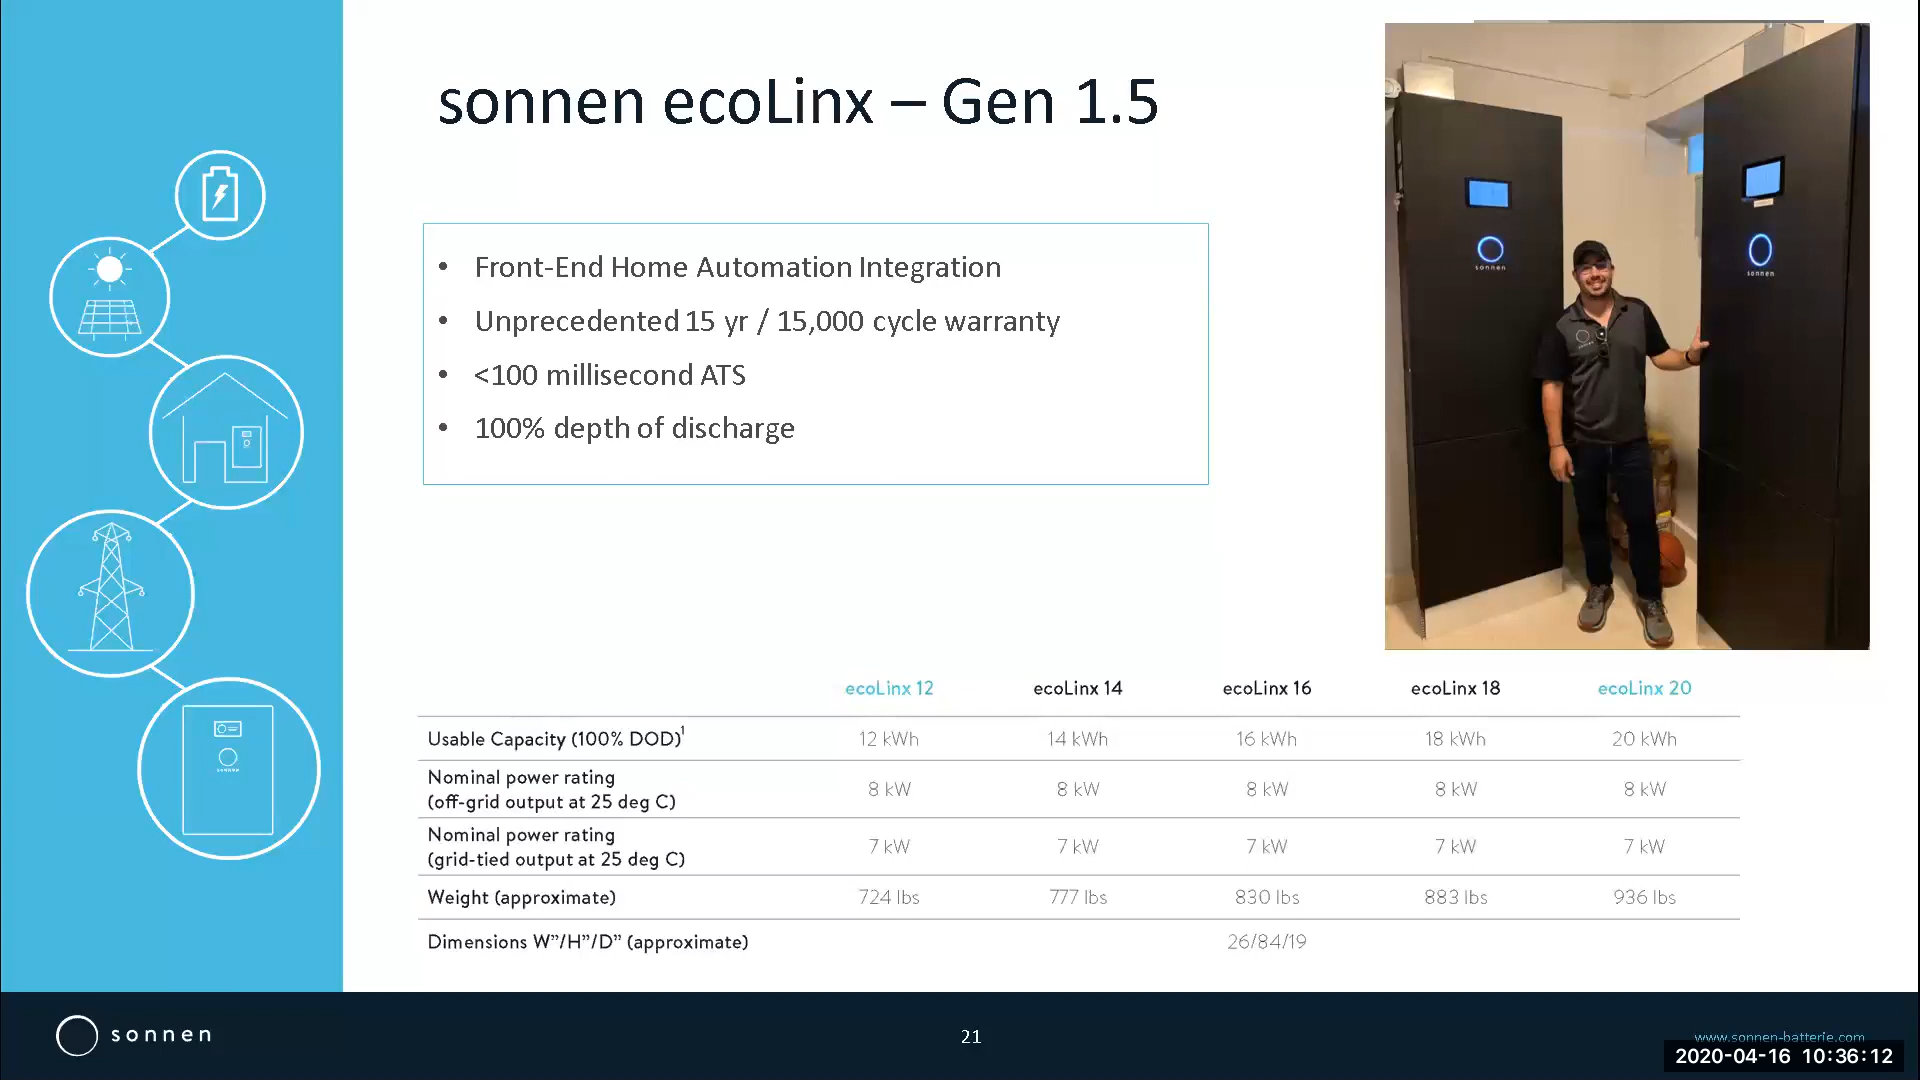 sonnen ecoLinx – Gen 1.5
• Front-End Home Automation Integration
• Unprecedented 15 yr / 15,000 cycle warranty
• <100 millisecond ATS
• 100% depth of discharge
sonnen
sonnen
ecoLinx 12 ecoLinx 14 ecoLinx 16 ecoLinx 18 ecoLinx 20
Usable Capacity (100% DOD)¹ 12 kWh 14 kWh 16 kWh 18 kWh 20 kWh
Nominal power rating
(off-grid output at 25 deg C) 8 kW 8 kW 8 kW 8 kW 8 kW
Nominal power rating
(grid-tied output at 25 deg C) 7 kW 7 kW 7 kW 7 kW 7 kW
Weight (approximate) 724 lbs 777 lbs 830 lbs 883 lbs 936 lbs
Dimensions W”/H”/D” (approximate) 26/84/19
sonnen
21
www.sonnen-batterie.com
2020-04-16 10:36:12